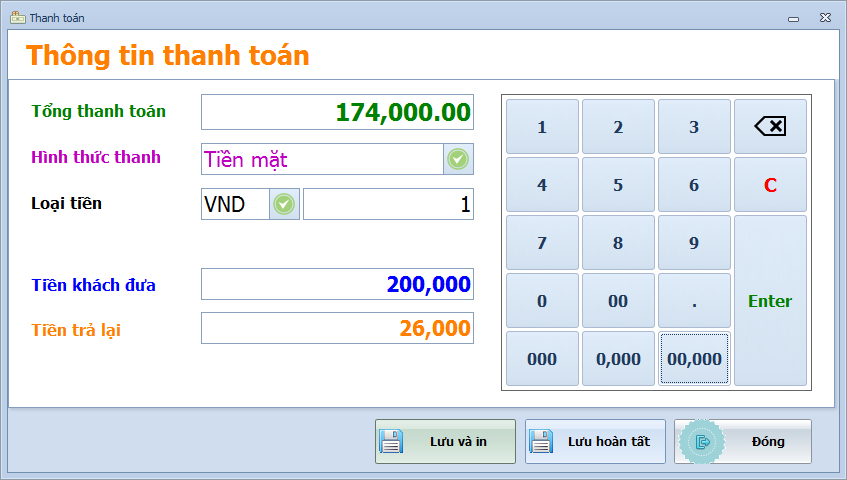 Thanh toán
Thông tin thanh toán
Tổng thanh toán 174,000.00
Hình thức thanh Tiền mặt
Loại tiền VND 1
Tiền khách đưa 200,000
Tiền trả lại 26,000
1 2 3
4 5 6 C
7 8 9
0 00 . Enter
000 0,000 00,000
Lưu và in Lưu hoàn tất Đóng